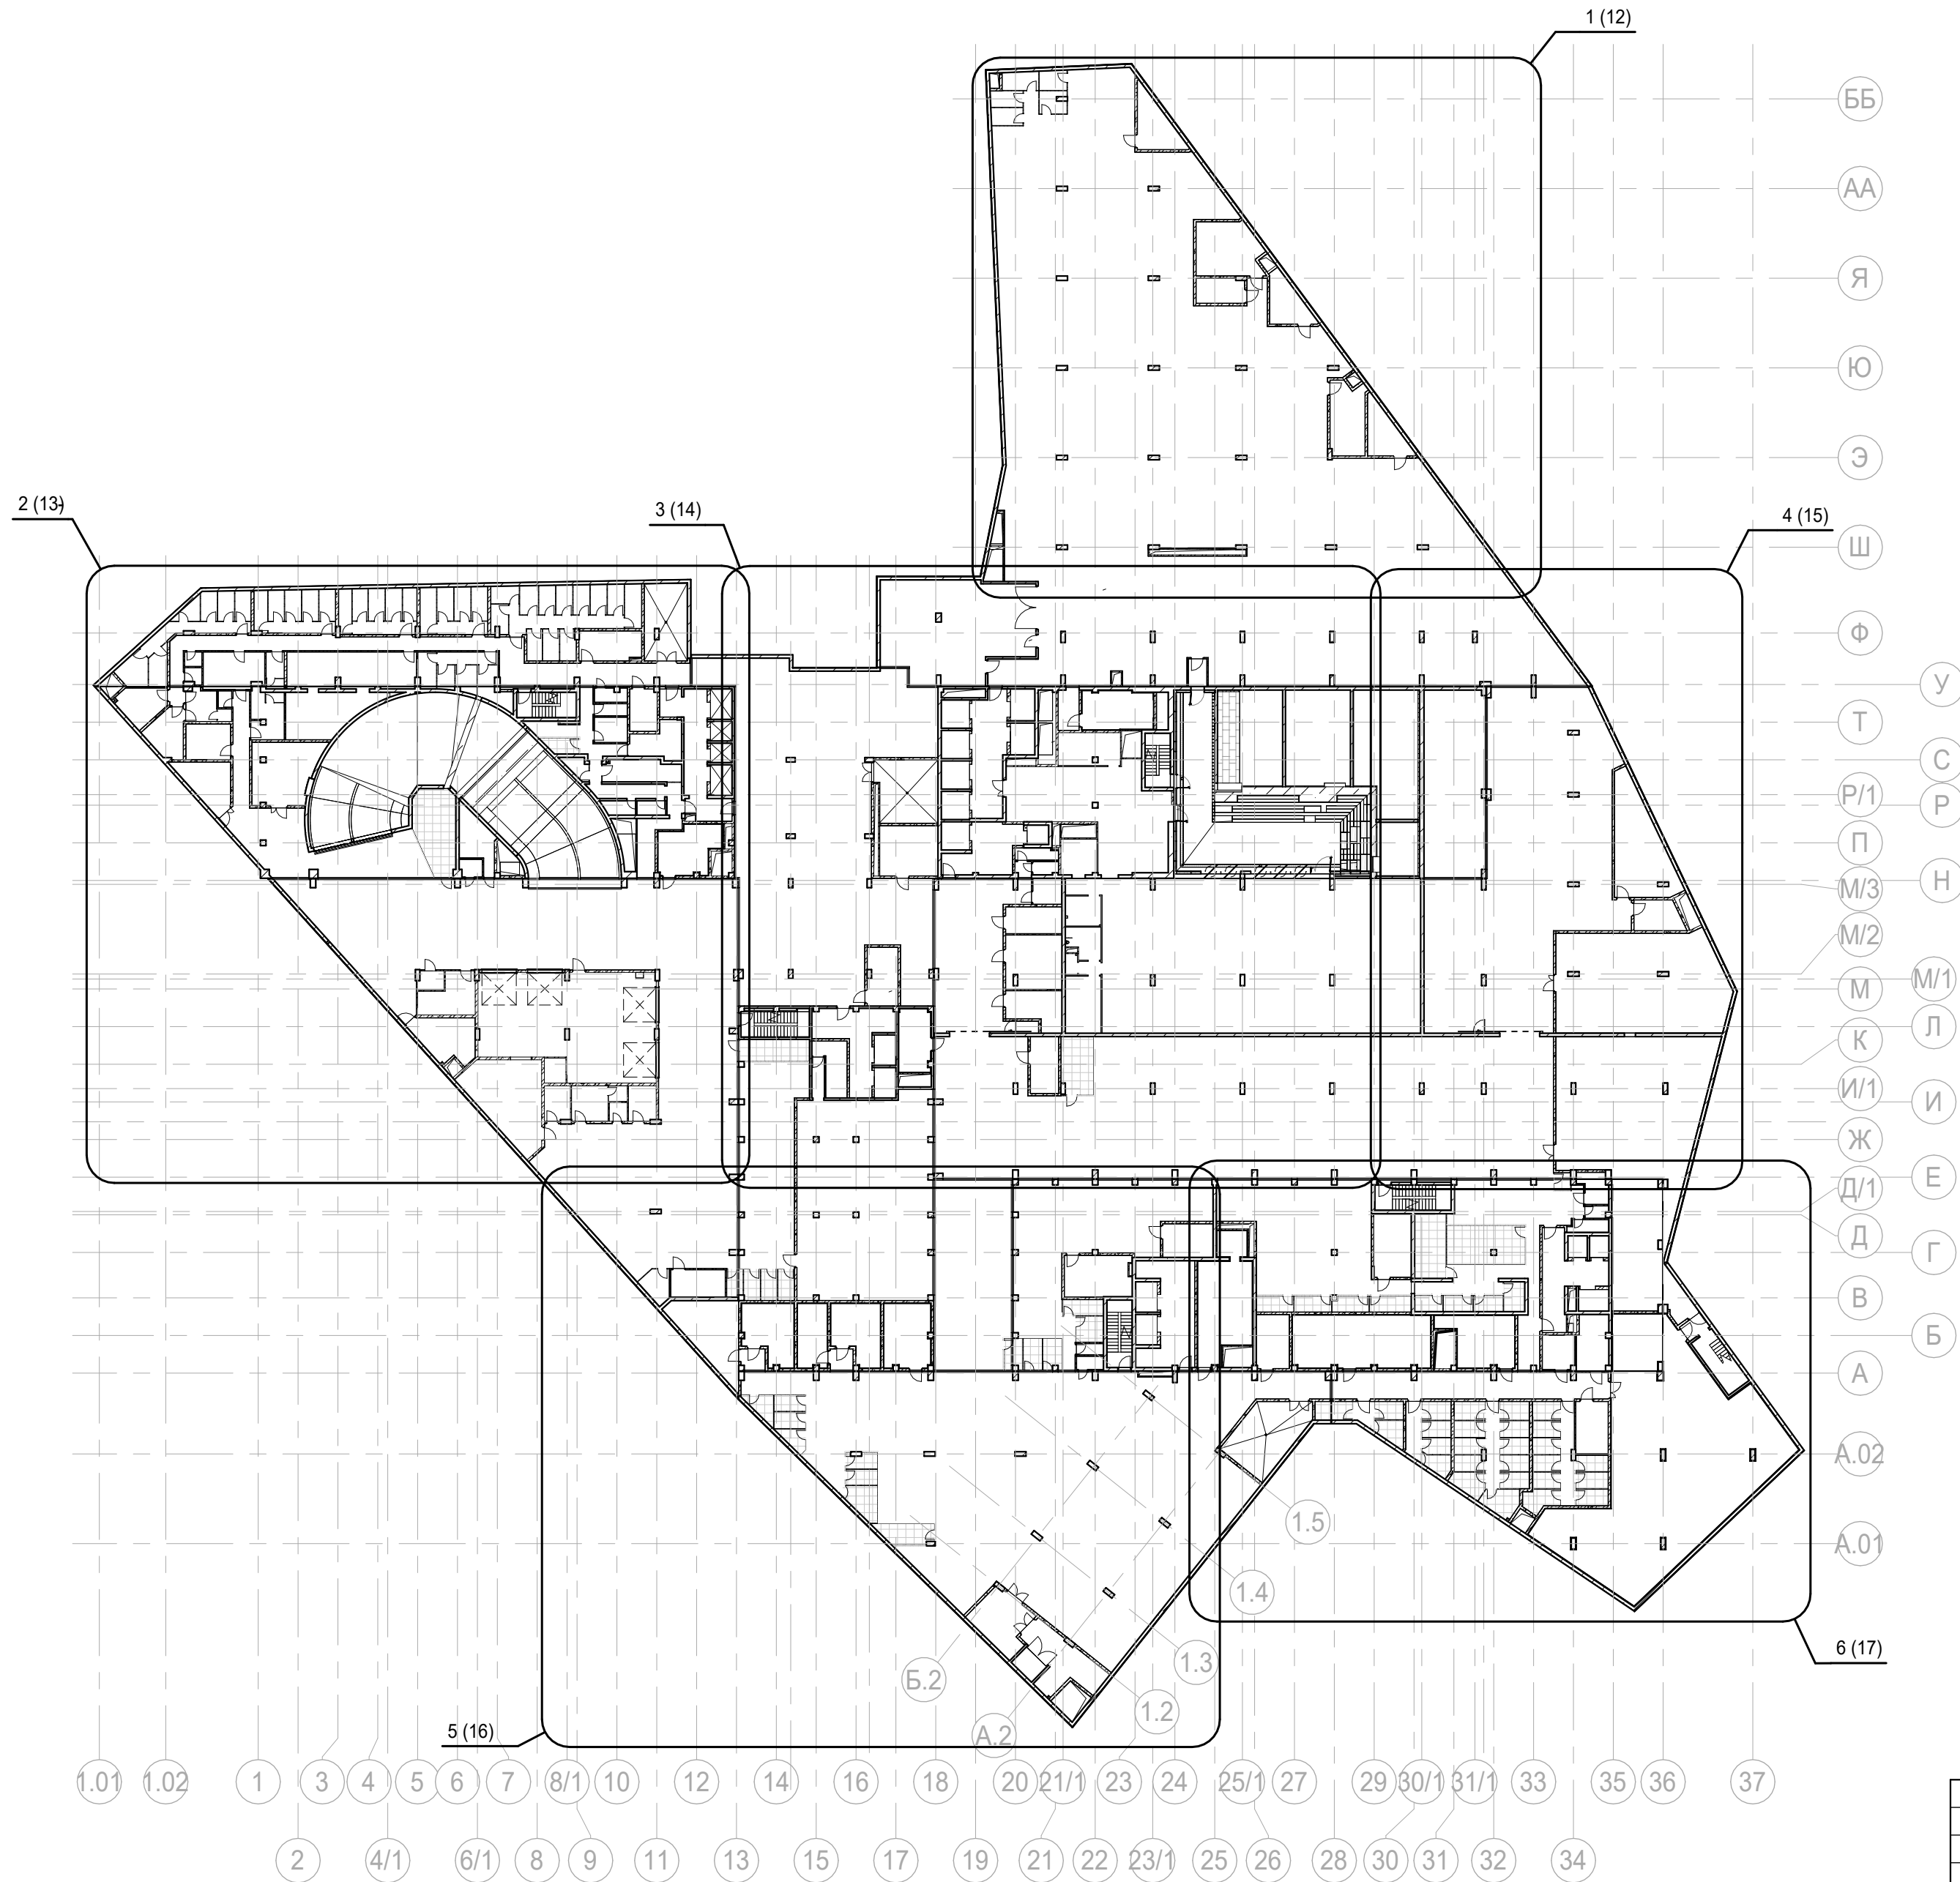 1 (12)
ББ
АА
Я
Ю
Э
2 (13)
3 (14)
4 (15)
Ш
Ф
У
Т
С
Р/1
Р
П
Н
М/3
М/2
М/1
М
Л
К
И/1
И
Ж
Е
Д/1
Д
Г
В
Б
А
А.02
1.5
А.01
1.4
6 (17)
1.3
Б.2
1.2
А.2
5 (16)
1.01 1.02 1 3 4 5 6 7 8/1 10 12 14 16 18 20 21/1 23 24 25/1 27 29 30/1 31/1 33 35 36 37
2 4/1 6/1 8 9 11 13 15 17 19 21 22 23/1 25 26 28 30 31 32 34